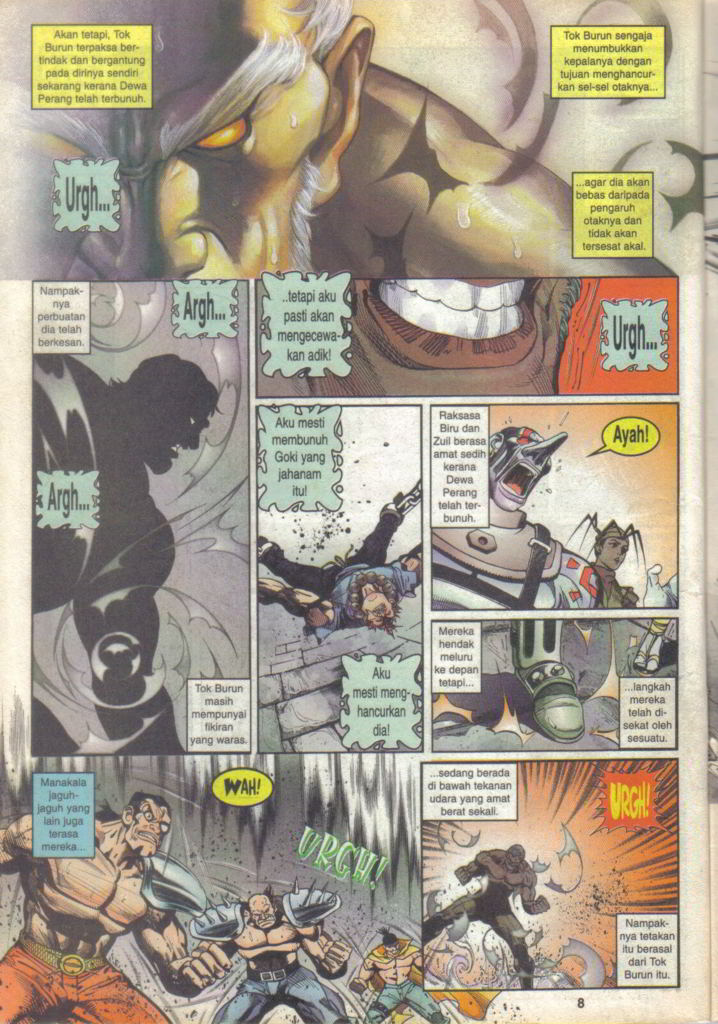 Akan tetapi, Tok
Burun terpaksa ber-
tindak dan bergantung
pada dirinya sendiri
sekarang kerana Dewa
Perang telah terbunuh.
Tok Burun sengaja
menumbukkan
kepalanya dengan
tujuan menghancur-
kan sel-sel otaknya...
Urgh...
...agar dia akan
bebas daripada
pengaruh
otaknya dan
tidak akan
tersesat akal.
Nampak-
nya
perbuatan
dia telah
berkesan.
Argh...
Argh...
Tok Burun
masih
mempunyai
fikiran
yang waras.
..tetapi aku
pasti akan
mengecewa-
kan adik!
Urgh...
Aku mesti
membunuh
Goki yang
jahanam
itu!
Aku
mesti meng-
hancurkan
dia!
Raksasa
Biru dan
Zuil berasa
amat sedih
kerana
Dewa
Perang
telah ter-
bunuh.
Ayah!
Mereka
hendak
meluru
ke depan
tetapi...
...langkah
mereka
telah di-
sekat oleh
sesuatu.
Manakala
jaguh-
jaguh yang
lain juga
terasa
mereka...
WAH!
URGH!
...sedang berada
di bawah tekanan
udara yang amat
berat sekali.
URGH!
Nampak-
nya tetakan
itu berasal
dari Tok
Burun itu.
8